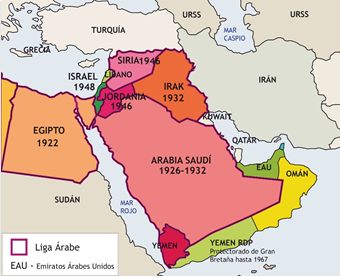 URSS
URSS
TURQUÍA
MAR
CASPIO
GRECIA
SIRIA 1946
LÍBANO
ISRAEL
1948
IRAK
1932
IRÁN
JORDANIA
1946
KUWAIT
EGIPTO
1922
QATAR
ARABIA SAUDÍ
1926-1932
EAU
OMÁN
SUDÁN
MAR
ROJO
YEMEN
YEMEN RDP
Protectorado de Gran
Bretaña hasta 1967
Liga Árabe
EAU - Emiratos Árabes Unidos